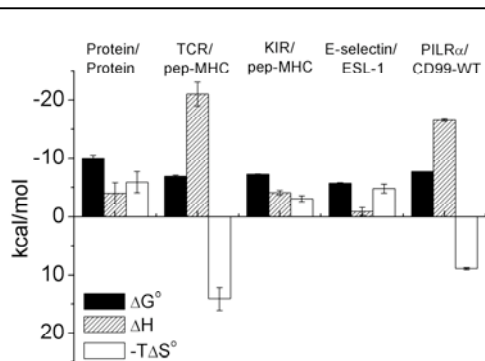 Protein/ TCR/ KIR/ E-selectin/ PILRα/
Protein pep-MHC pep-MHC ESL-1 CD99-WT
-20
-10
0
10
20
kcal/mol
ΔG°
ΔH
-TΔS°